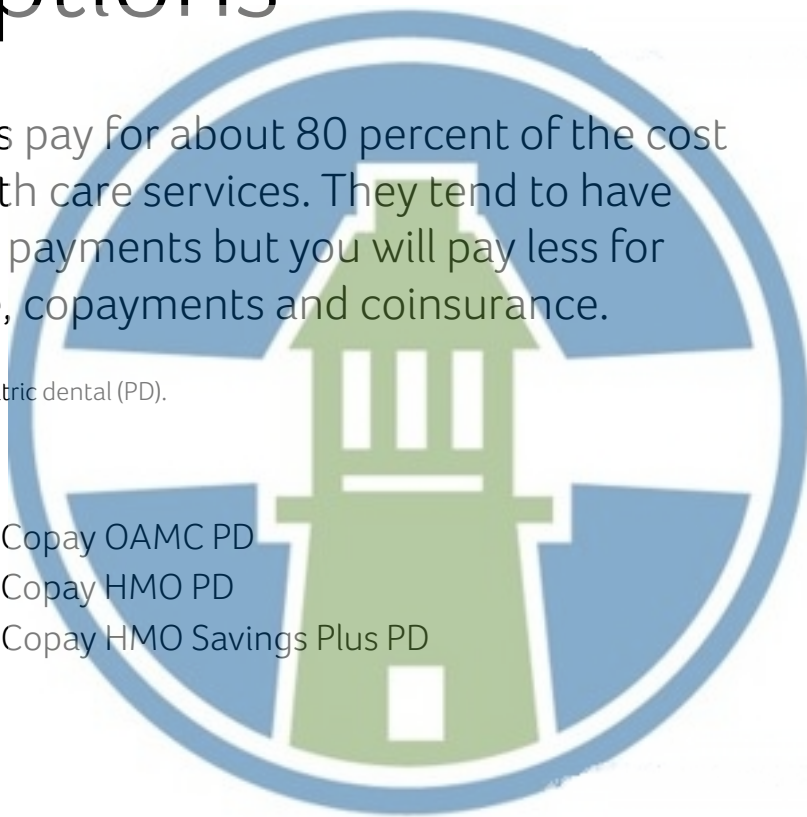 ptions
s pay for about 80 percent of the cost
th care services. They tend to have
payments but you will pay less for
, copayments and coinsurance.
tric dental (PD).
Copay OAMC PD
Copay HMO PD
Copay HMO Savings Plus PD